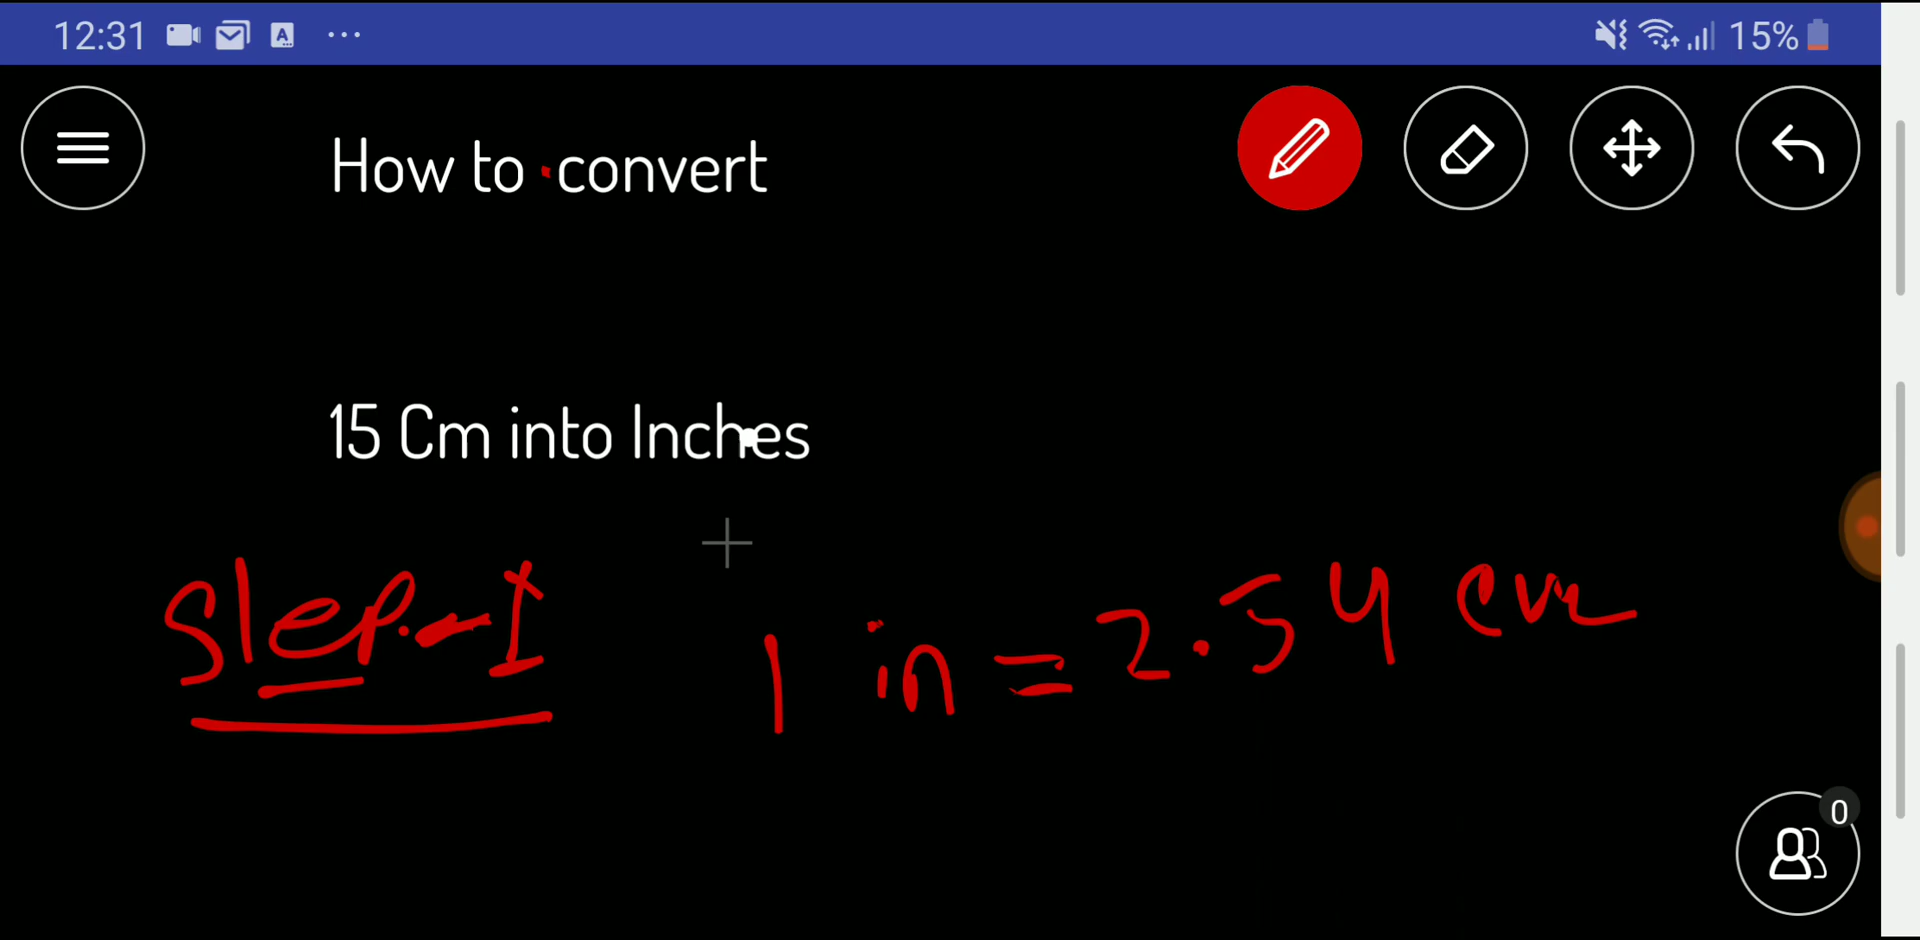 12:31 A ... 15%
How to convert
15 Cm into Inches
Step-I 1 in = 2.54 cm
0